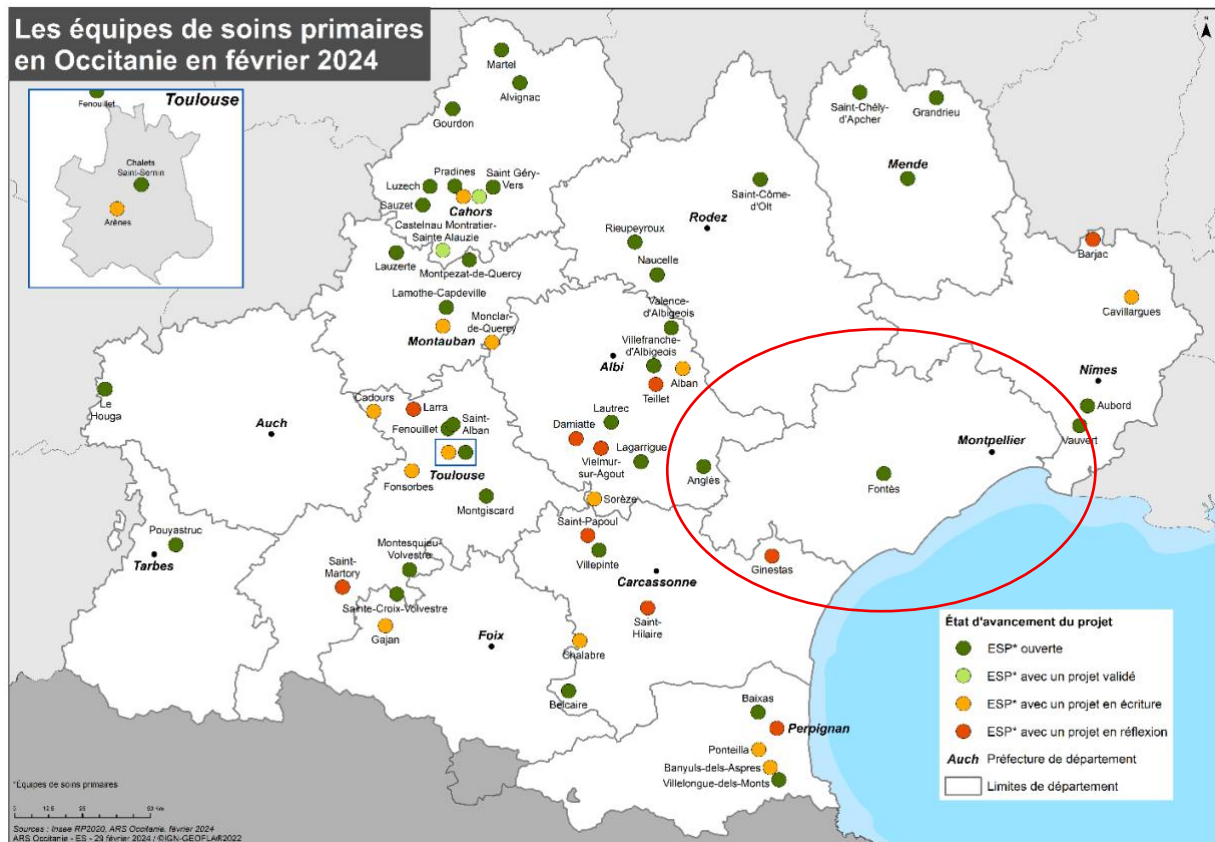 Les équipes de soins primaires
en Occitanie en février 2024
Toulouse
Fenouillet
Chalets
Saint-Sernin
Arènes
Martel
Alvignac
Gourdon
Saint-Chély-
d'Apcher
Grandrieu
Mende
Pradines
Saint Géry-
Vers
Luzech
Sauzet
Cahors
Castelnau Montratier-
Sainte Alauzie
Saint-Côme-
d'Olt
Rodez
Rieupeyroux
Naucelle
Lauzerte
Montpezat-de-Quercy
Barjac
Cavillargues
Lamothe-Capdeville
Monclar-
de-Quercy
Montauban
Valence-
d'Albigeois
Villefranche-
d'Albigeois
Albi
Alban
Teillet
Nimes
Aubord
Vauvert
Le
Houga
Auch
Cadours
Larra
Fenouillet
Saint-
Alban
Toulouse
Fonsorbes
Montgiscard
Lautrec
Damiatte
Lagarrigue
Vielmur-
sur-Agout
Anglès
Montpellier
Fontès
Sorèze
Saint-Papoul
Villepinte
Ginestas
Pouyastruc
Tarbes
Montesquieu-
Volvestre
Saint-
Martory
Sainte-Croix-Volvestre
Gajan
Foix
Carcassonne
Saint-
Hilaire
Chalabre
Belcaire
Baixas
Perpignan
Ponteilla
Banyuls-dels-Aspres
Villelongue-dels-Monts
État d'avancement du projet
ESP* ouverte
ESP* avec un projet validé
ESP* avec un projet en écriture
ESP* avec un projet en réflexion
Auch Préfecture de département
Limites de département
*Équipes de soins primaires
0 12.5 25 50 Km
Sources : Insee RP2020, ARS Occitanie, février 2024
ARS Occitanie - ES - 29 février 2024 / ©IGN-GEOFLA®2022